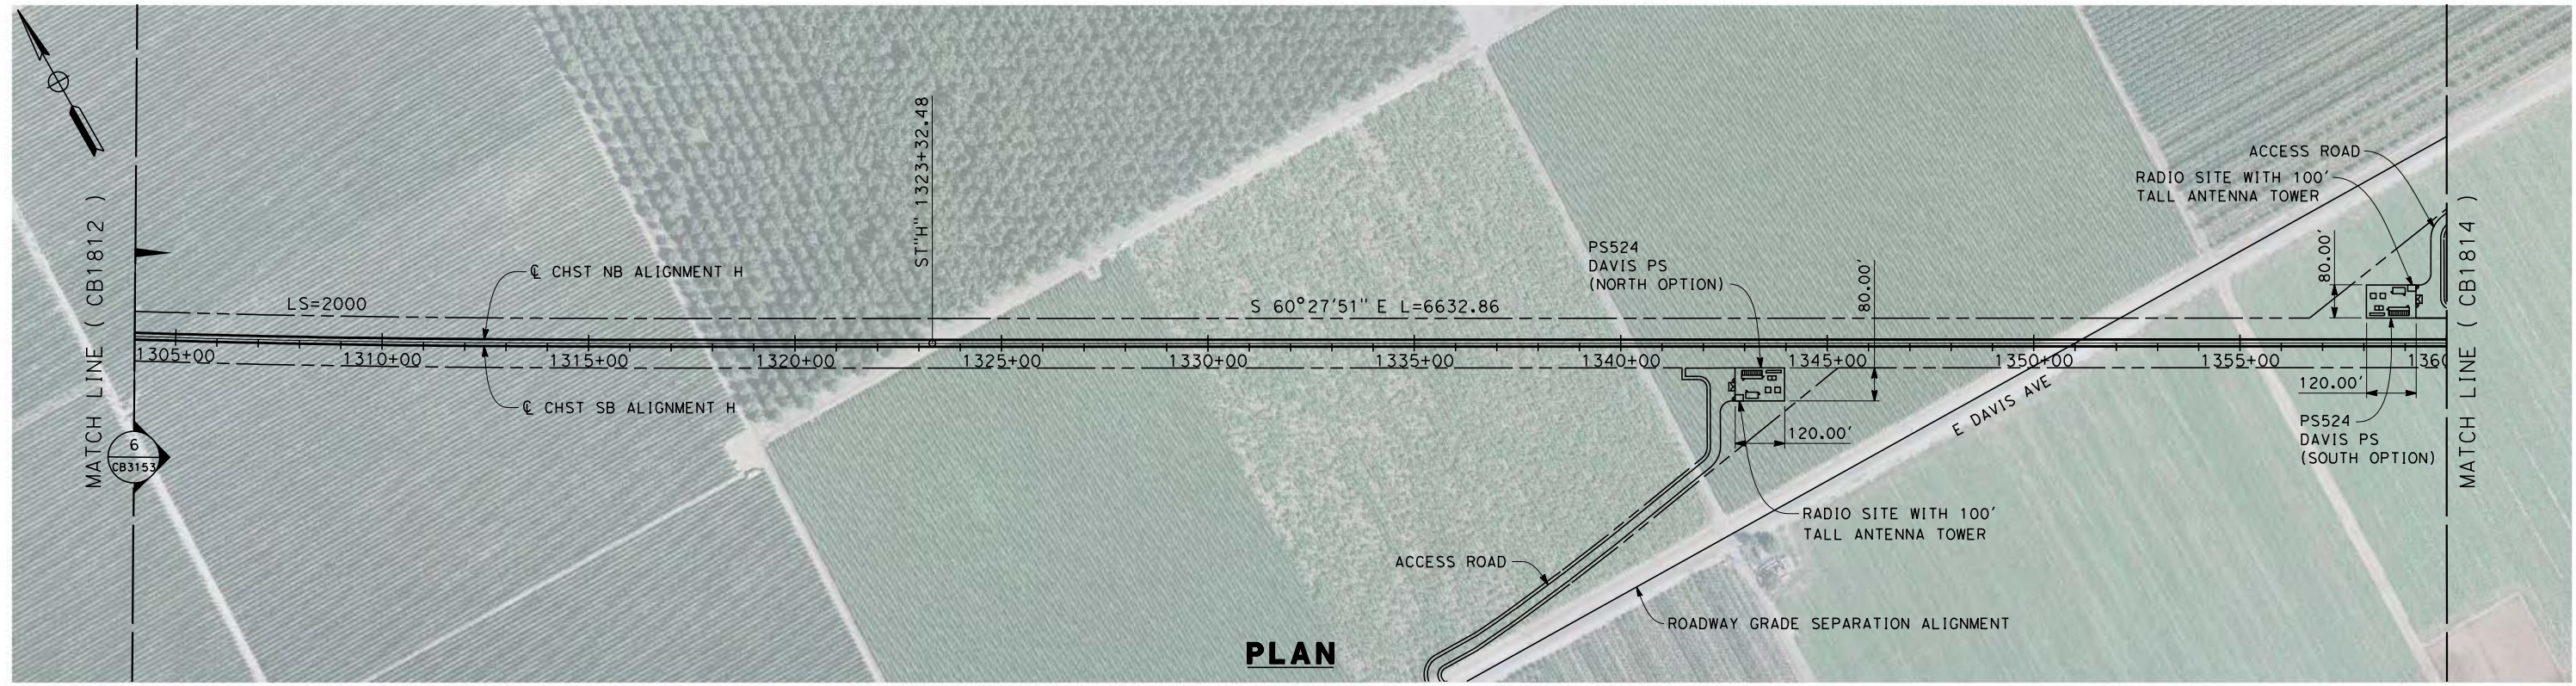 MATCH LINE ( CB1812 )
6
CB3153
LS=2000
℄ CHST NB ALIGNMENT H
℄ CHST SB ALIGNMENT H
ST"H" 1323+32.48
S 60°27'51" E L=6632.86
1305+00
1310+00
1315+00
1320+00
1325+00
1330+00
1335+00
1340+00
1345+00
1350+00
1355+00
1360
PS524
DAVIS PS
(NORTH OPTION)
80.00'
120.00'
RADIO SITE WITH 100'
TALL ANTENNA TOWER
ACCESS ROAD
ROADWAY GRADE SEPARATION ALIGNMENT
E DAVIS AVE
ACCESS ROAD
RADIO SITE WITH 100'
TALL ANTENNA TOWER
80.00'
120.00'
PS524
DAVIS PS
(SOUTH OPTION)
MATCH LINE ( CB1814 )
PLAN